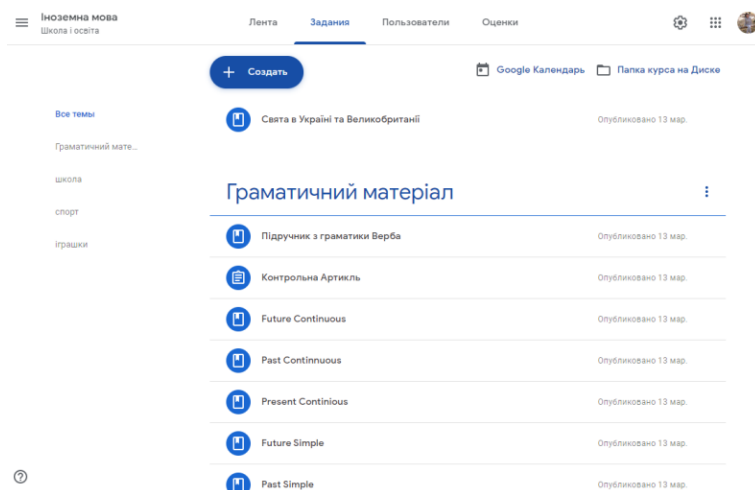 Іноземна мова
Школа і освіта
Лента
Задания
Пользователи
Оценки
+ Создать
Google Календарь
Папка курса на Диске
Все темы
Граматичний мате...
школа
спорт
іграшки
Свята в Україні та Великобританії
Опубликовано 13 мар.
Граматичний матеріал
Підручник з граматики Верба
Опубликовано 13 мар.
Контрольна Артикль
Опубликовано 13 мар.
Future Continuous
Опубликовано 13 мар.
Past Continnuous
Опубликовано 13 мар.
Present Continious
Опубликовано 13 мар.
Future Simple
Опубликовано 13 мар.
Past Simple
Опубликовано 13 мар.